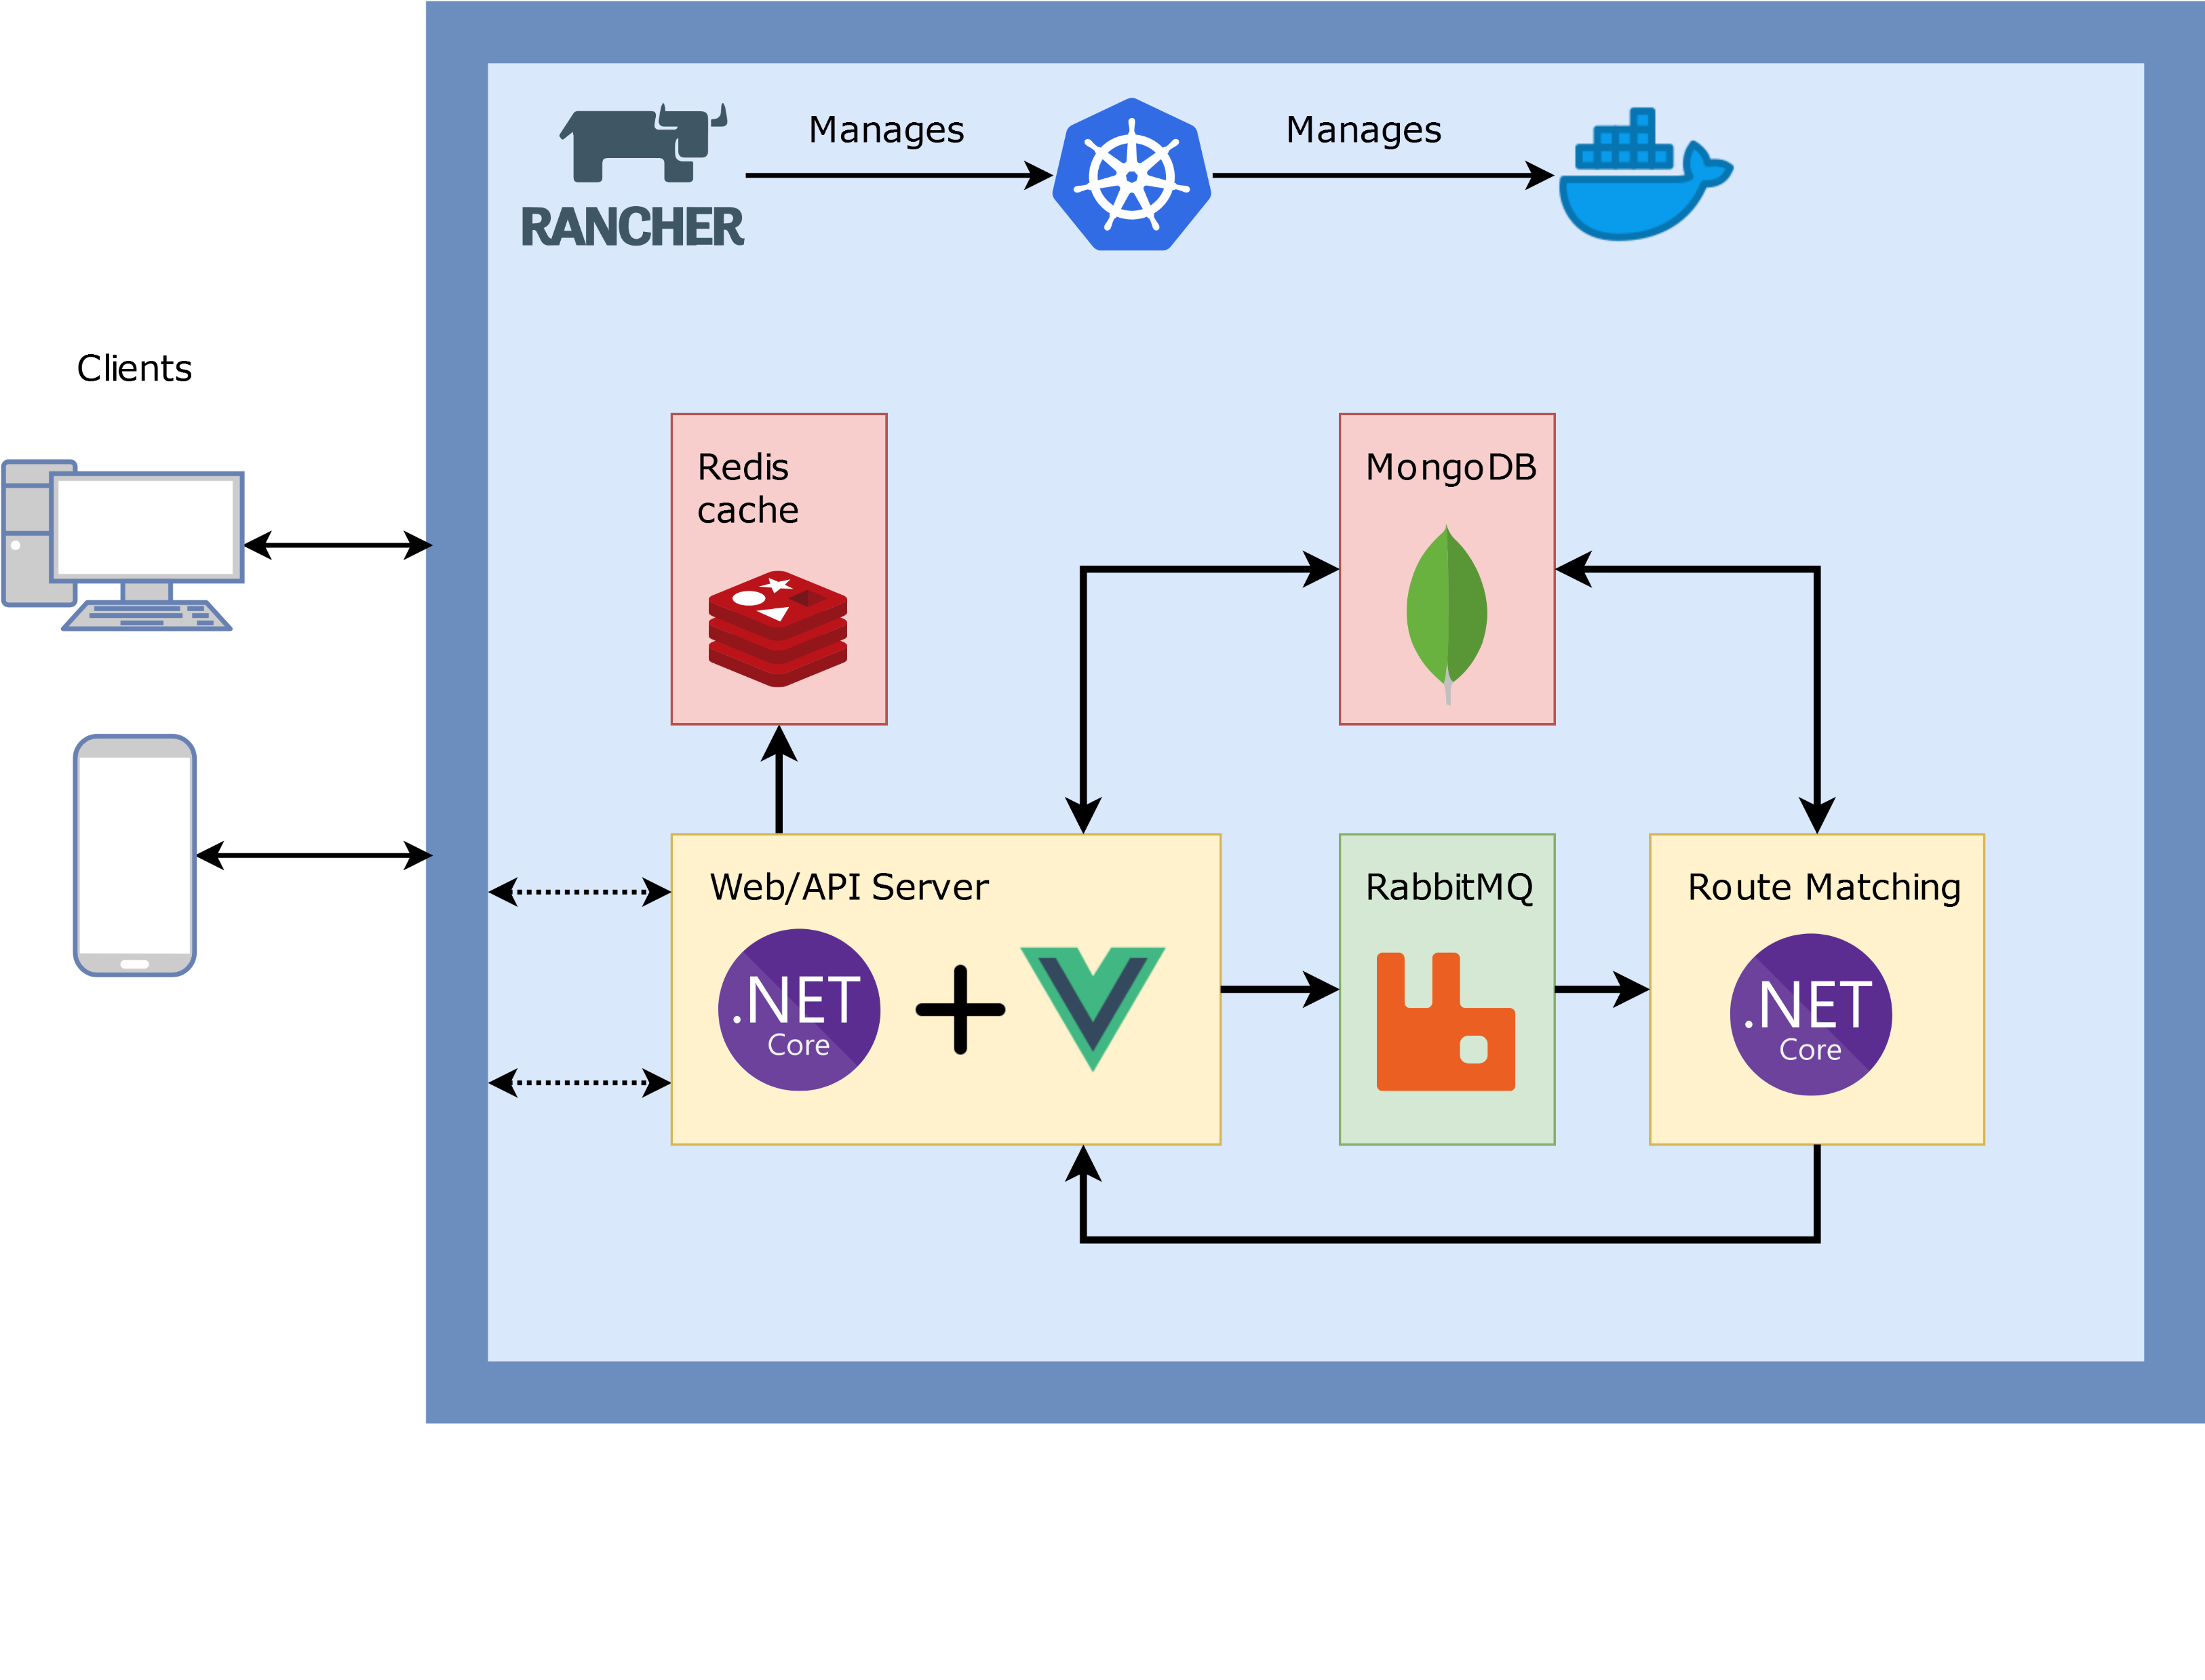 Manages
Manages
RANCHER
Clients
Redis
cache
MongoDB
Web/API Server
RabbitMQ
Route Matching
.NET
Core
.NET
Core